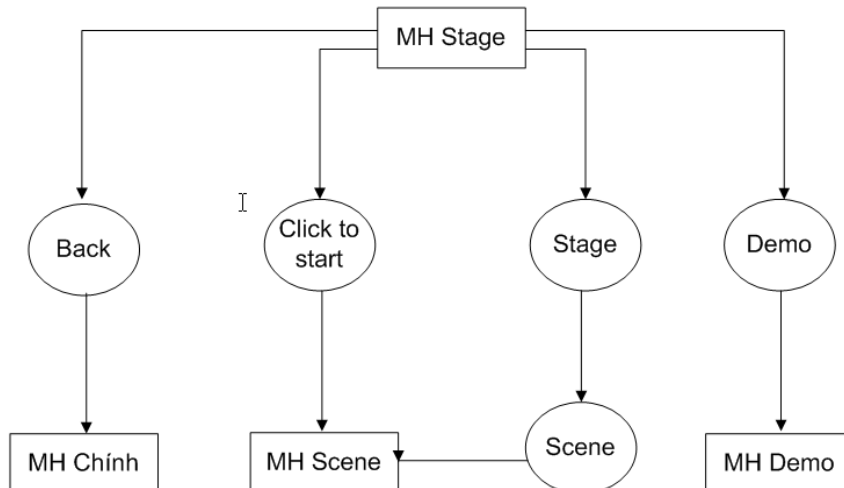 MH Stage
Back
Click to
start
Stage
Demo
MH Chính
MH Scene
Scene
MH Demo